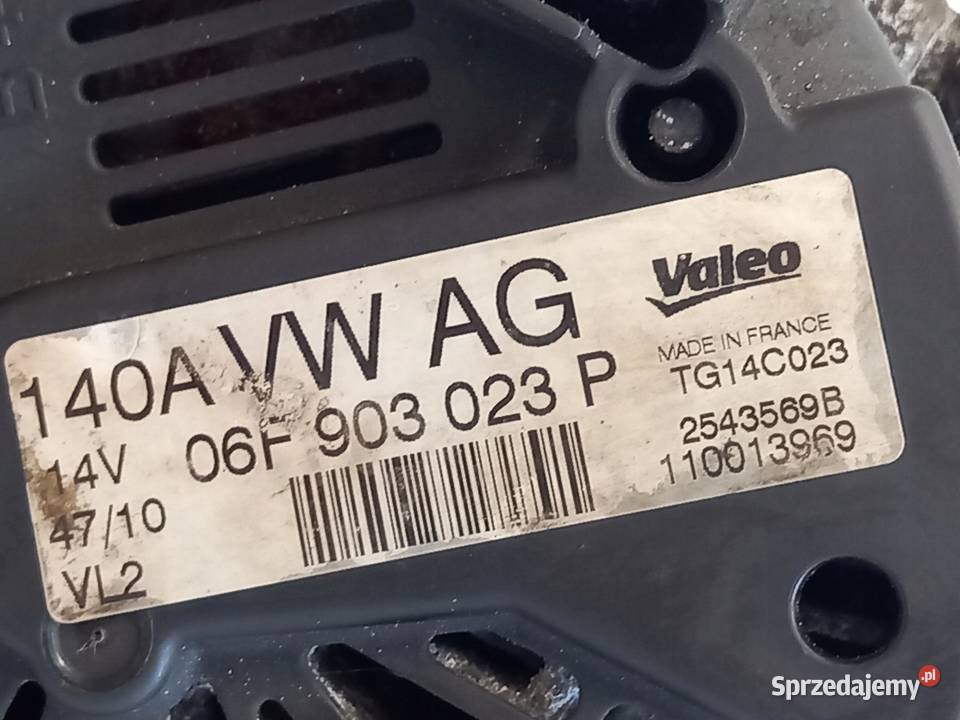 140A VW AG
14V 06F 903 023 P
47/10
VL2
Valeo
MADE IN FRANCE
TG14C023
2543569B
110013969
Sprzedajemy.pl